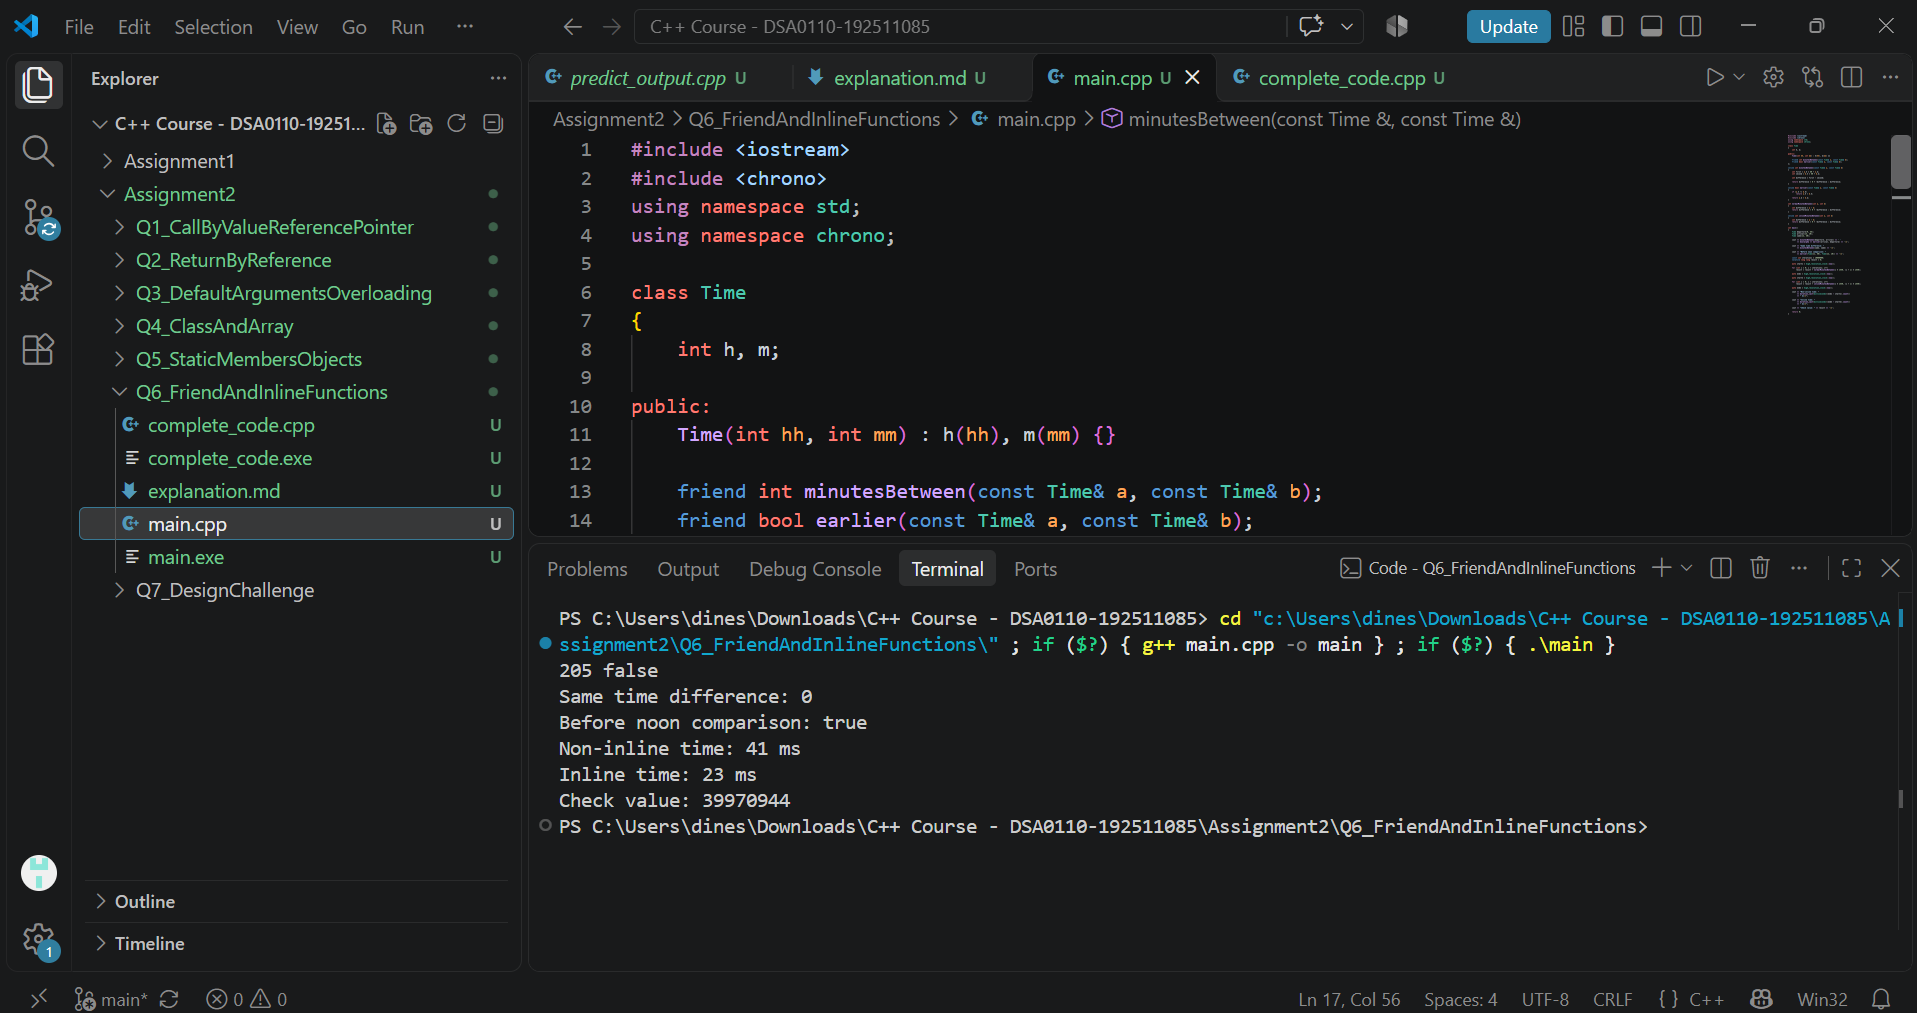 File Edit Selection View Go Run ···
C++ Course - DSA0110-192511085
Update
Explorer
C++ Course - DSA0110-19251...
Assignment1
Assignment2
Q1_CallByValueReferencePointer
Q2_ReturnByReference
Q3_DefaultArgumentsOverloading
Q4_ClassAndArray
Q5_StaticMembersObjects
Q6_FriendAndInlineFunctions
complete_code.cpp U
complete_code.exe U
explanation.md U
main.cpp U
main.exe U
Q7_DesignChallenge
Outline
Timeline
1
predict_output.cpp U
explanation.md U
main.cpp U
complete_code.cpp U
Assignment2 > Q6_FriendAndInlineFunctions > main.cpp > minutesBetween(const Time &, const Time &)
1 #include <iostream>
2 #include <chrono>
3 using namespace std;
4 using namespace chrono;
5
6 class Time
7 {
8 int h, m;
9
10 public:
11 Time(int hh, int mm) : h(hh), m(mm) {}
12
13 friend int minutesBetween(const Time& a, const Time& b);
14 friend bool earlier(const Time& a, const Time& b);
Problems Output Debug Console Terminal Ports
Code - Q6_FriendAndInlineFunctions
PS C:\Users\dines\Downloads\C++ Course - DSA0110-192511085> cd "c:\Users\dines\Downloads\C++ Course - DSA0110-192511085\A
ssignment2\Q6_FriendAndInlineFunctions\" ; if ($?) { g++ main.cpp -o main } ; if ($?) { .\main }
205 false
Same time difference: 0
Before noon comparison: true
Non-inline time: 41 ms
Inline time: 23 ms
Check value: 39970944
PS C:\Users\dines\Downloads\C++ Course - DSA0110-192511085\Assignment2\Q6_FriendAndInlineFunctions>
main* 0 0
Ln 17, Col 56 Spaces: 4 UTF-8 CRLF { } C++ Win32